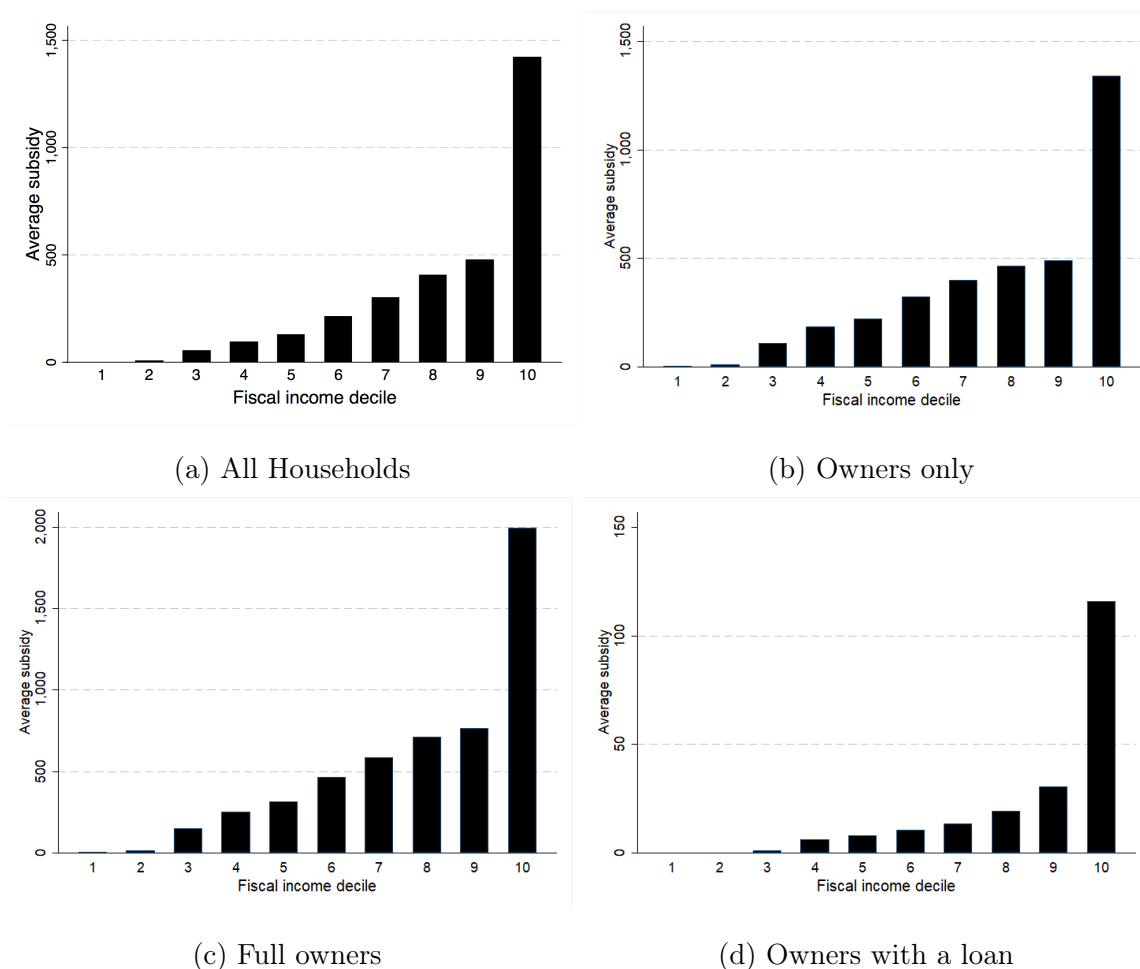 1,500
1,000
500
0
Average subsidy
1 2 3 4 5 6 7 8 9 10
Fiscal income decile
(a) All Households
1,500
1,000
500
0
Average subsidy
1 2 3 4 5 6 7 8 9 10
Fiscal income decile
(b) Owners only
2,000
1,500
1,000
500
0
Average subsidy
1 2 3 4 5 6 7 8 9 10
Fiscal income decile
(c) Full owners
150
100
50
0
Average subsidy
1 2 3 4 5 6 7 8 9 10
Fiscal income decile
(d) Owners with a loan